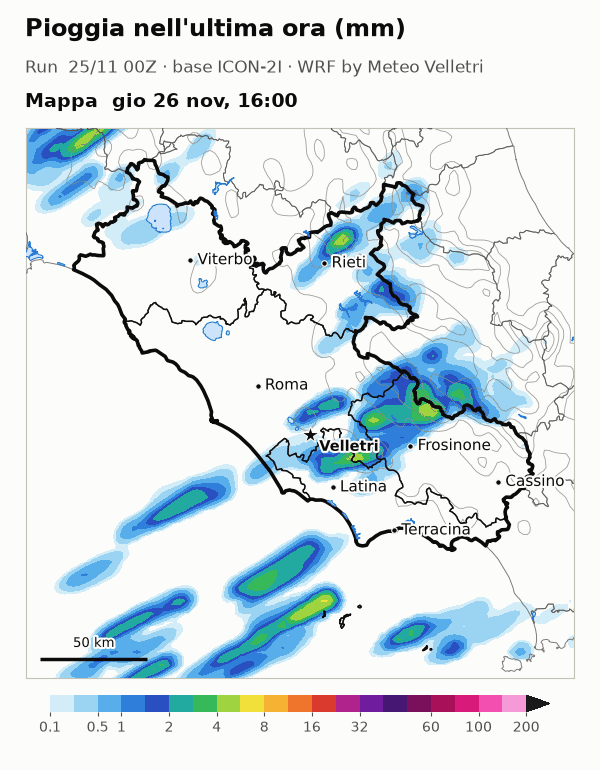 Pioggia nell'ultima ora (mm)
Run 25/11 00Z · base ICON-2I · WRF by Meteo Velletri
Mappa gio 26 nov, 16:00
Viterbo
Rieti
Roma
Velletri
Frosinone
Cassino
Latina
Terracina
50 km
0.1 0.5 1 2 4 8 16 32 60 100 200